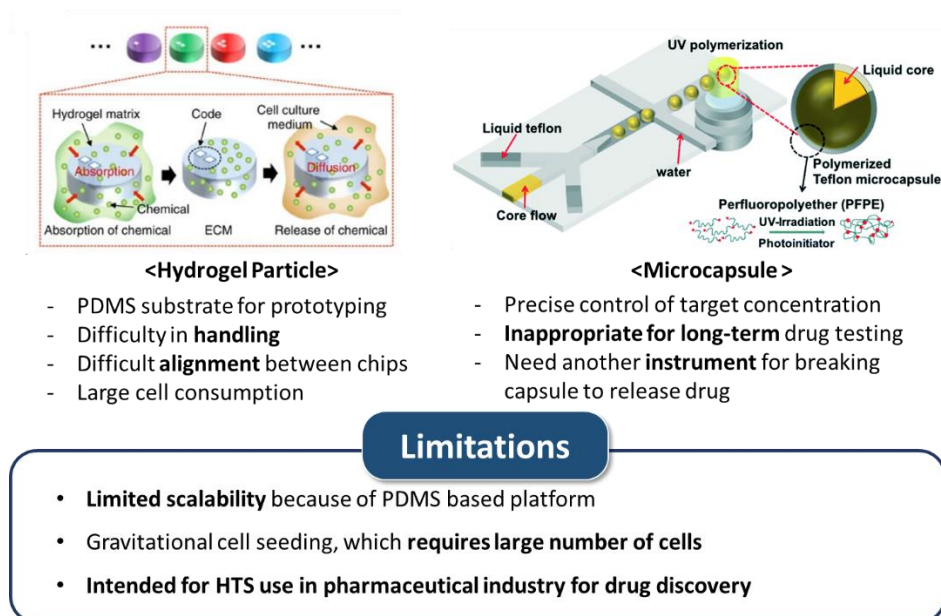 ... ...
Hydrogel matrix
Code
Cell culture
medium
Absorption
Diffusion
Chemical
Absorption of chemical
ECM
Release of chemical
UV polymerization
Liquid core
Liquid teflon
water
Core flow
Polymerized
Teflon microcapsule
Perfluoropolyether (PFPE)
UV-Irradiation
Photoinitiator
<Hydrogel Particle>
- PDMS substrate for prototyping
- Difficulty in handling
- Difficult alignment between chips
- Large cell consumption
<Microcapsule >
- Precise control of target concentration
- Inappropriate for long-term drug testing
- Need another instrument for breaking
capsule to release drug
Limitations
• Limited scalability because of PDMS based platform
• Gravitational cell seeding, which requires large number of cells
• Intended for HTS use in pharmaceutical industry for drug discovery